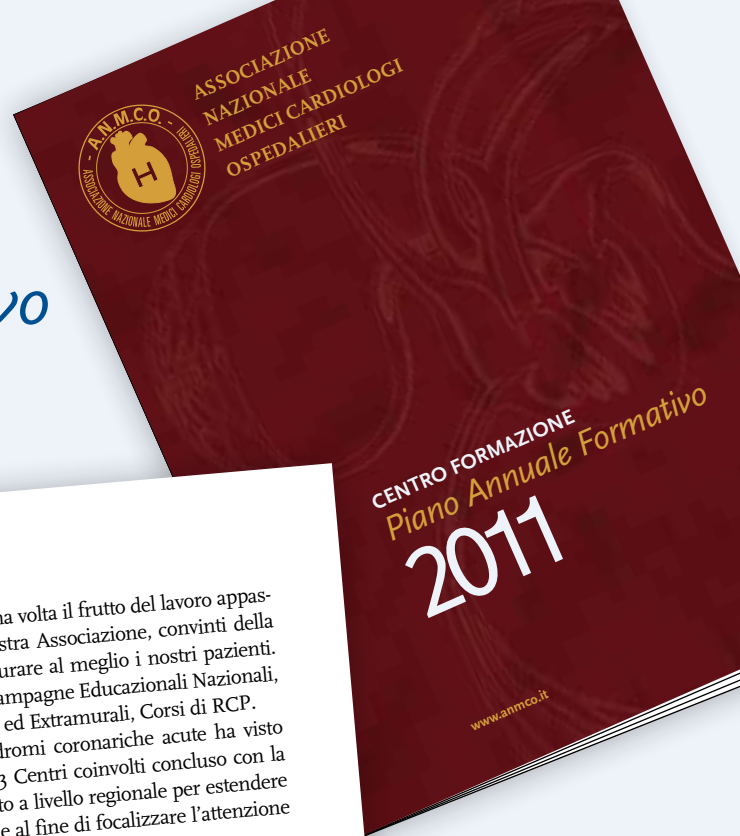 ASSOCIAZIONE
NAZIONALE
MEDICI CARDIOLOGI
OSPEDALIERI
- A.N.M.C.O. -
ASSOCIAZIONE NAZIONALE MEDICI CARDIOLOGI OSPEDALIERI
H
vo
CENTRO FORMAZIONE
Piano Annuale Formativo
2011
www.anmco.it
na volta il frutto del lavoro appas-
stra Associazione, convinti della
urare al meglio i nostri pazienti.
ampagne Educazionali Nazionali,
ed Extramurali, Corsi di RCP.
dromi coronariche acute ha visto
3 Centri coinvolti concluso con la
to a livello regionale per estendere
e al fine di focalizzare l'attenzione